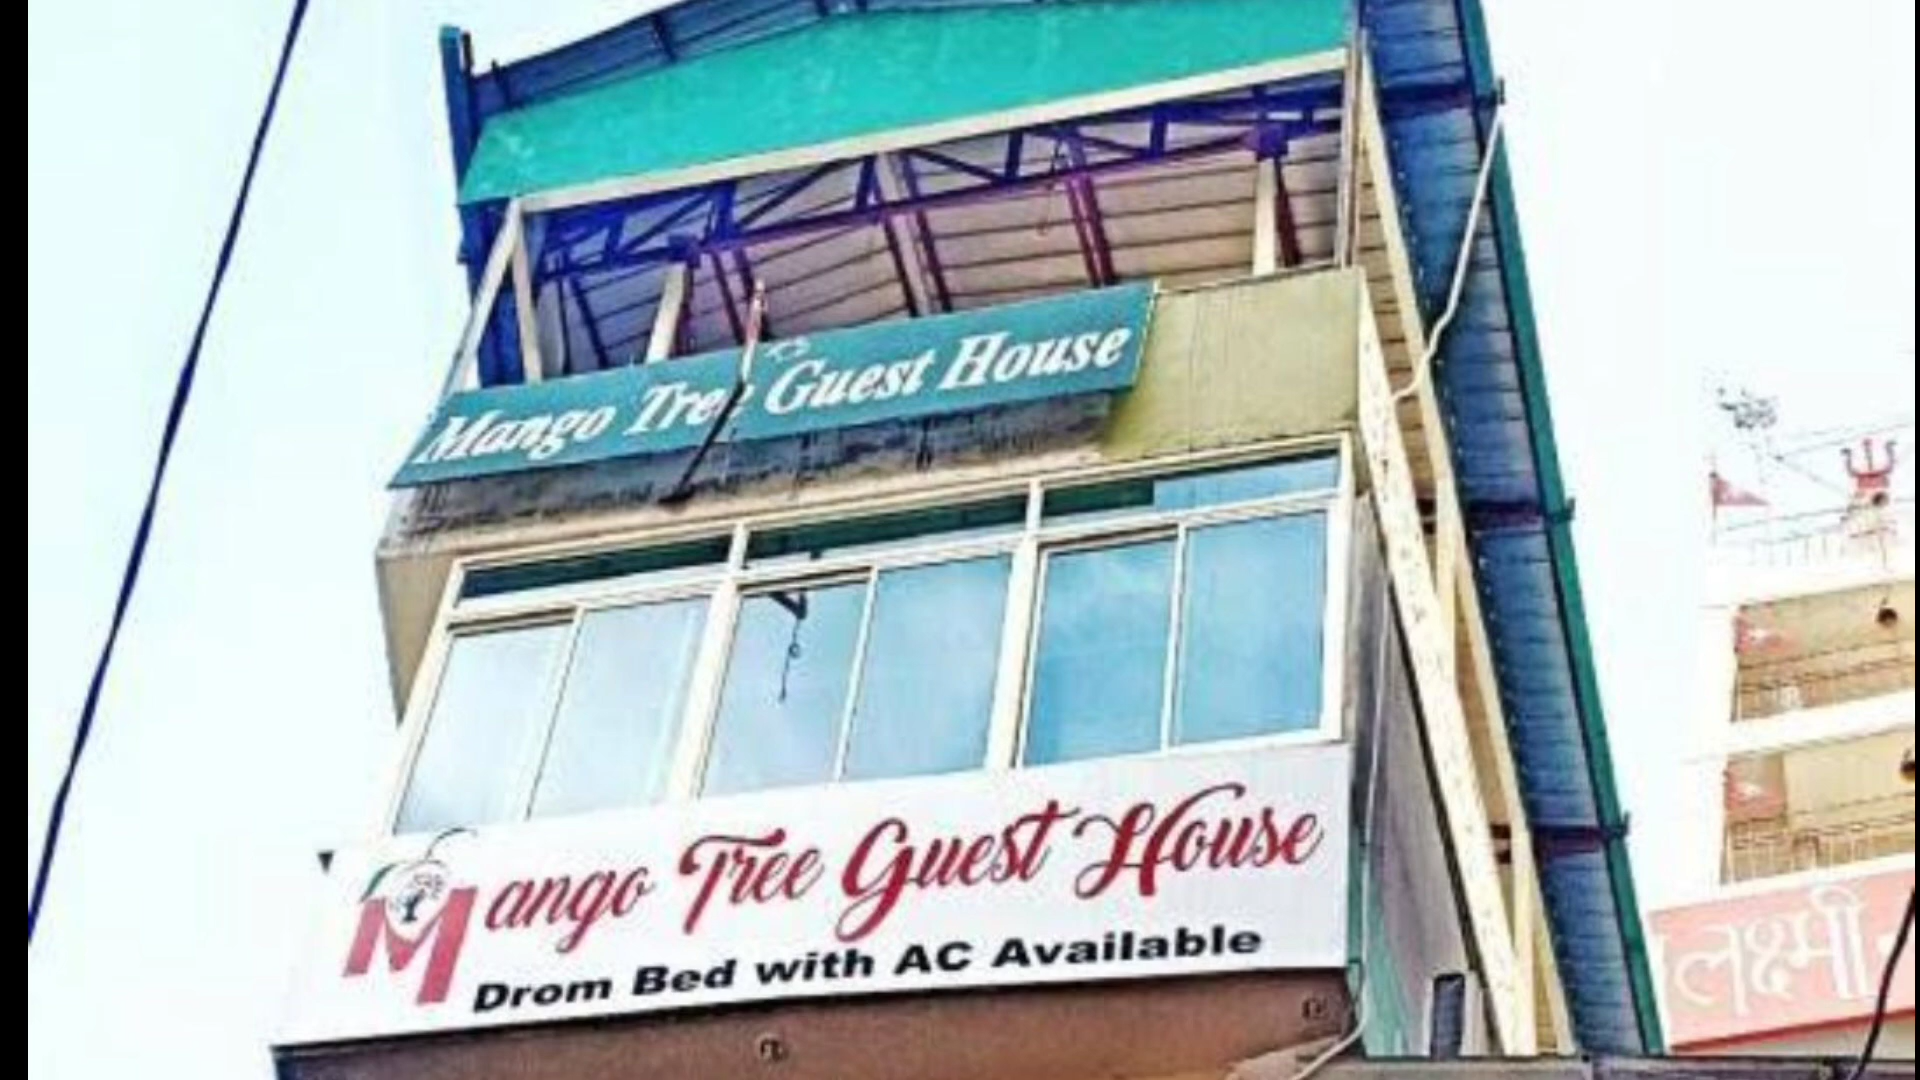 Mango Tree Guest House
Mango Tree Guest House
Drom Bed with AC Available
लक्ष्मी